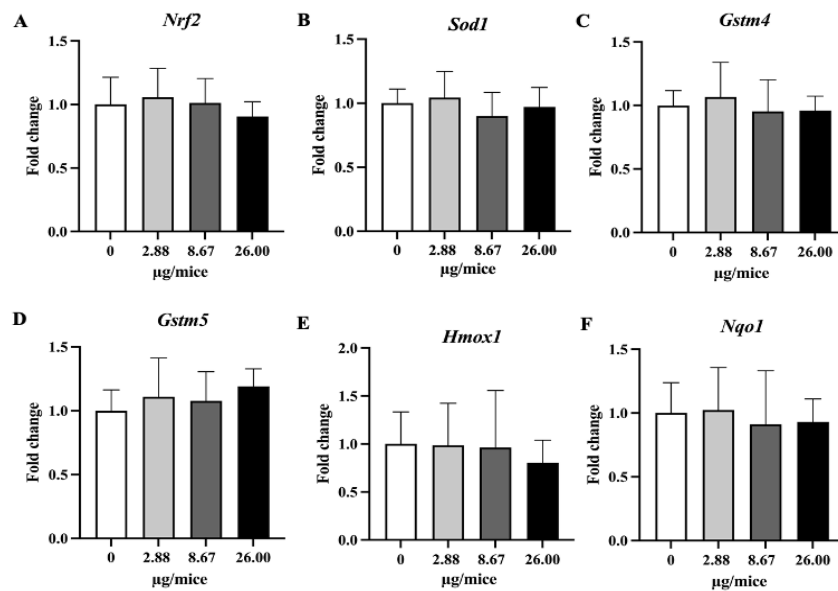 A
Nrf2
Fold change
1.5
1.0
0.5
0.0
0 2.88 8.67 26.00
µg/mice
B
Sod1
Fold change
1.5
1.0
0.5
0.0
0 2.88 8.67 26.00
µg/mice
C
Gstm4
Fold change
1.5
1.0
0.5
0.0
0 2.88 8.67 26.00
µg/mice
D
Gstm5
Fold change
1.5
1.0
0.5
0.0
0 2.88 8.67 26.00
µg/mice
E
Hmox1
Fold change
2.0
1.5
1.0
0.5
0.0
0 2.88 8.67 26.00
µg/mice
F
Nqo1
Fold change
1.5
1.0
0.5
0.0
0 2.88 8.67 26.00
µg/mice